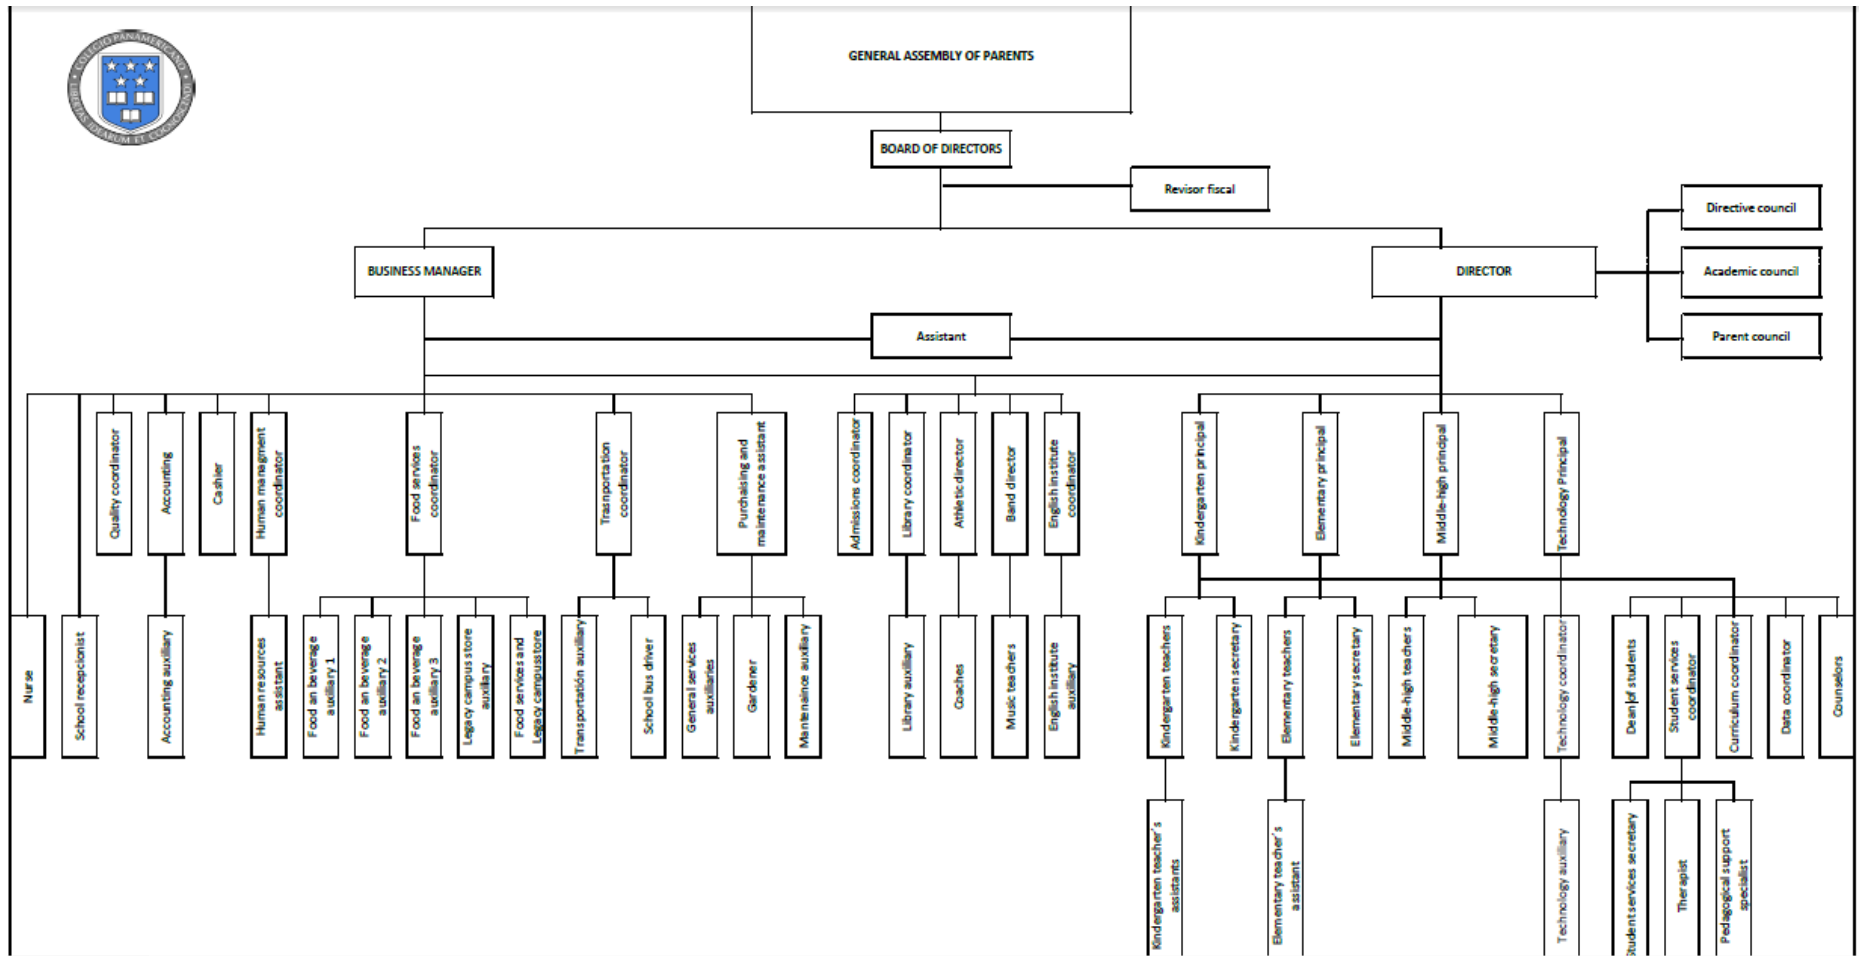 COLEGIO PANAMERICANO
LIBERTAS IDEARUM ET COGNOSCENDI
GENERAL ASSEMBLY OF PARENTS
BOARD OF DIRECTORS
Revisor fiscal
Directive council
BUSINESS MANAGER
DIRECTOR
Academic council
Assistant
Parent council
Quality coordinator
Accounting
Cashier
Human managment
coordinator
Food services
coordinator
Trasnportation
coordinator
Purchaising and
maintenance assistant
Admissions coordinator
Library coordinator
Athletic director
Band director
English institute
coordinator
Kindergarten principal
Elementary principal
Middle-high principal
Technology Principal
Nurse
School recepcionist
Accounting auxiliary
Human resources
assistant
Food an beverage
auxiliary 1
Food an beverage
auxiliary 2
Food an beverage
auxiliary 3
Legacy campus store
auxiliary
Food services and
Legacy campus store
Transportation auxiliary
School bus driver
General services
auxiliaries
Gardener
Mantenaince auxiliary
Library auxiliary
Coaches
Music teachers
English institute
auxiliary
Kindergarten teachers
Kindergarten secretary
Elementary teachers
Elementary secretary
Middle-high teachers
Middle-high secretary
Technology coordinator
Dean of students
Student services
coordinator
Curriculum coordinator
Data coordinator
Counselors
Kindergarten teacher's
assistants
Elementary teacher's
assistant
Technology auxiliary
Student services secretary
Therapist
Pedagogical support
specialist